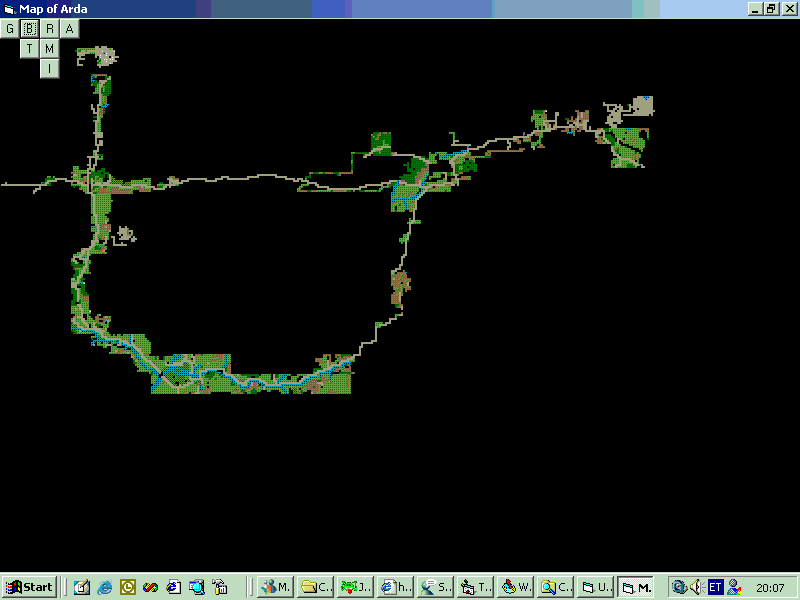 Map of Arda
G B R A
T M
I
Start M. C.. J.. h.. S.. T.. W. C.. U.. M. ET 20:07